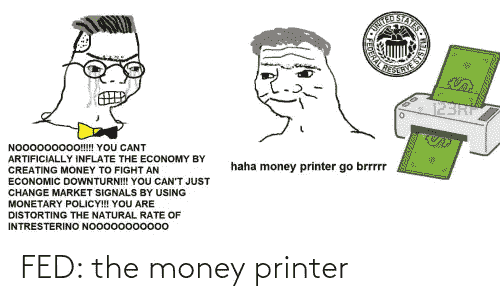 UNITED STATES
FEDERAL RESERVE SYSTEM
NOOOOOOOOO!!!!! YOU CANT
ARTIFICIALLY INFLATE THE ECONOMY BY
CREATING MONEY TO FIGHT AN
ECONOMIC DOWNTURN!!! YOU CAN'T JUST
CHANGE MARKET SIGNALS BY USING
MONETARY POLICY!!! YOU ARE
DISTORTING THE NATURAL RATE OF
INTRESTERINO NOOOOOOOOOOO
haha money printer go brrrrr
$
123RF
$
FED: the money printer